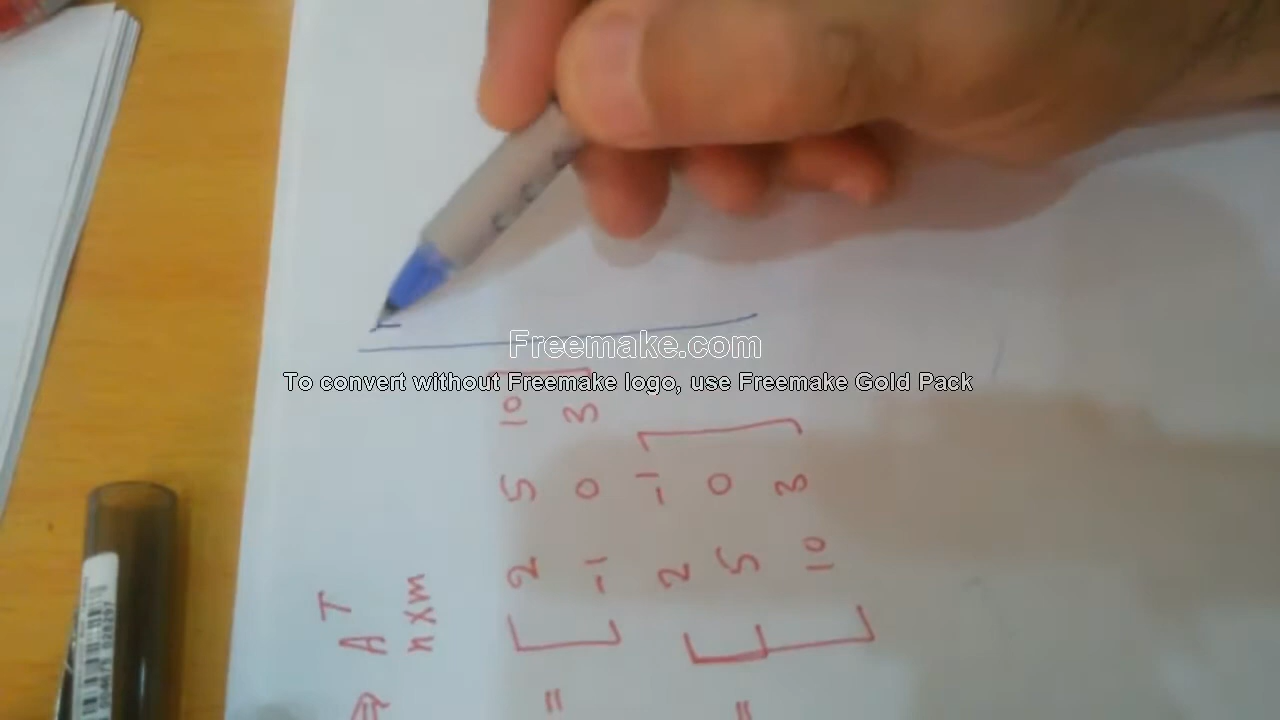 Freemake.com
To convert without Freemake logo, use Freemake Gold Pack
⇒ Aᵀ
n×m
2 5 10
= [ -1 0 3 ]
2 -1
= [ 5 0 ]
10 3